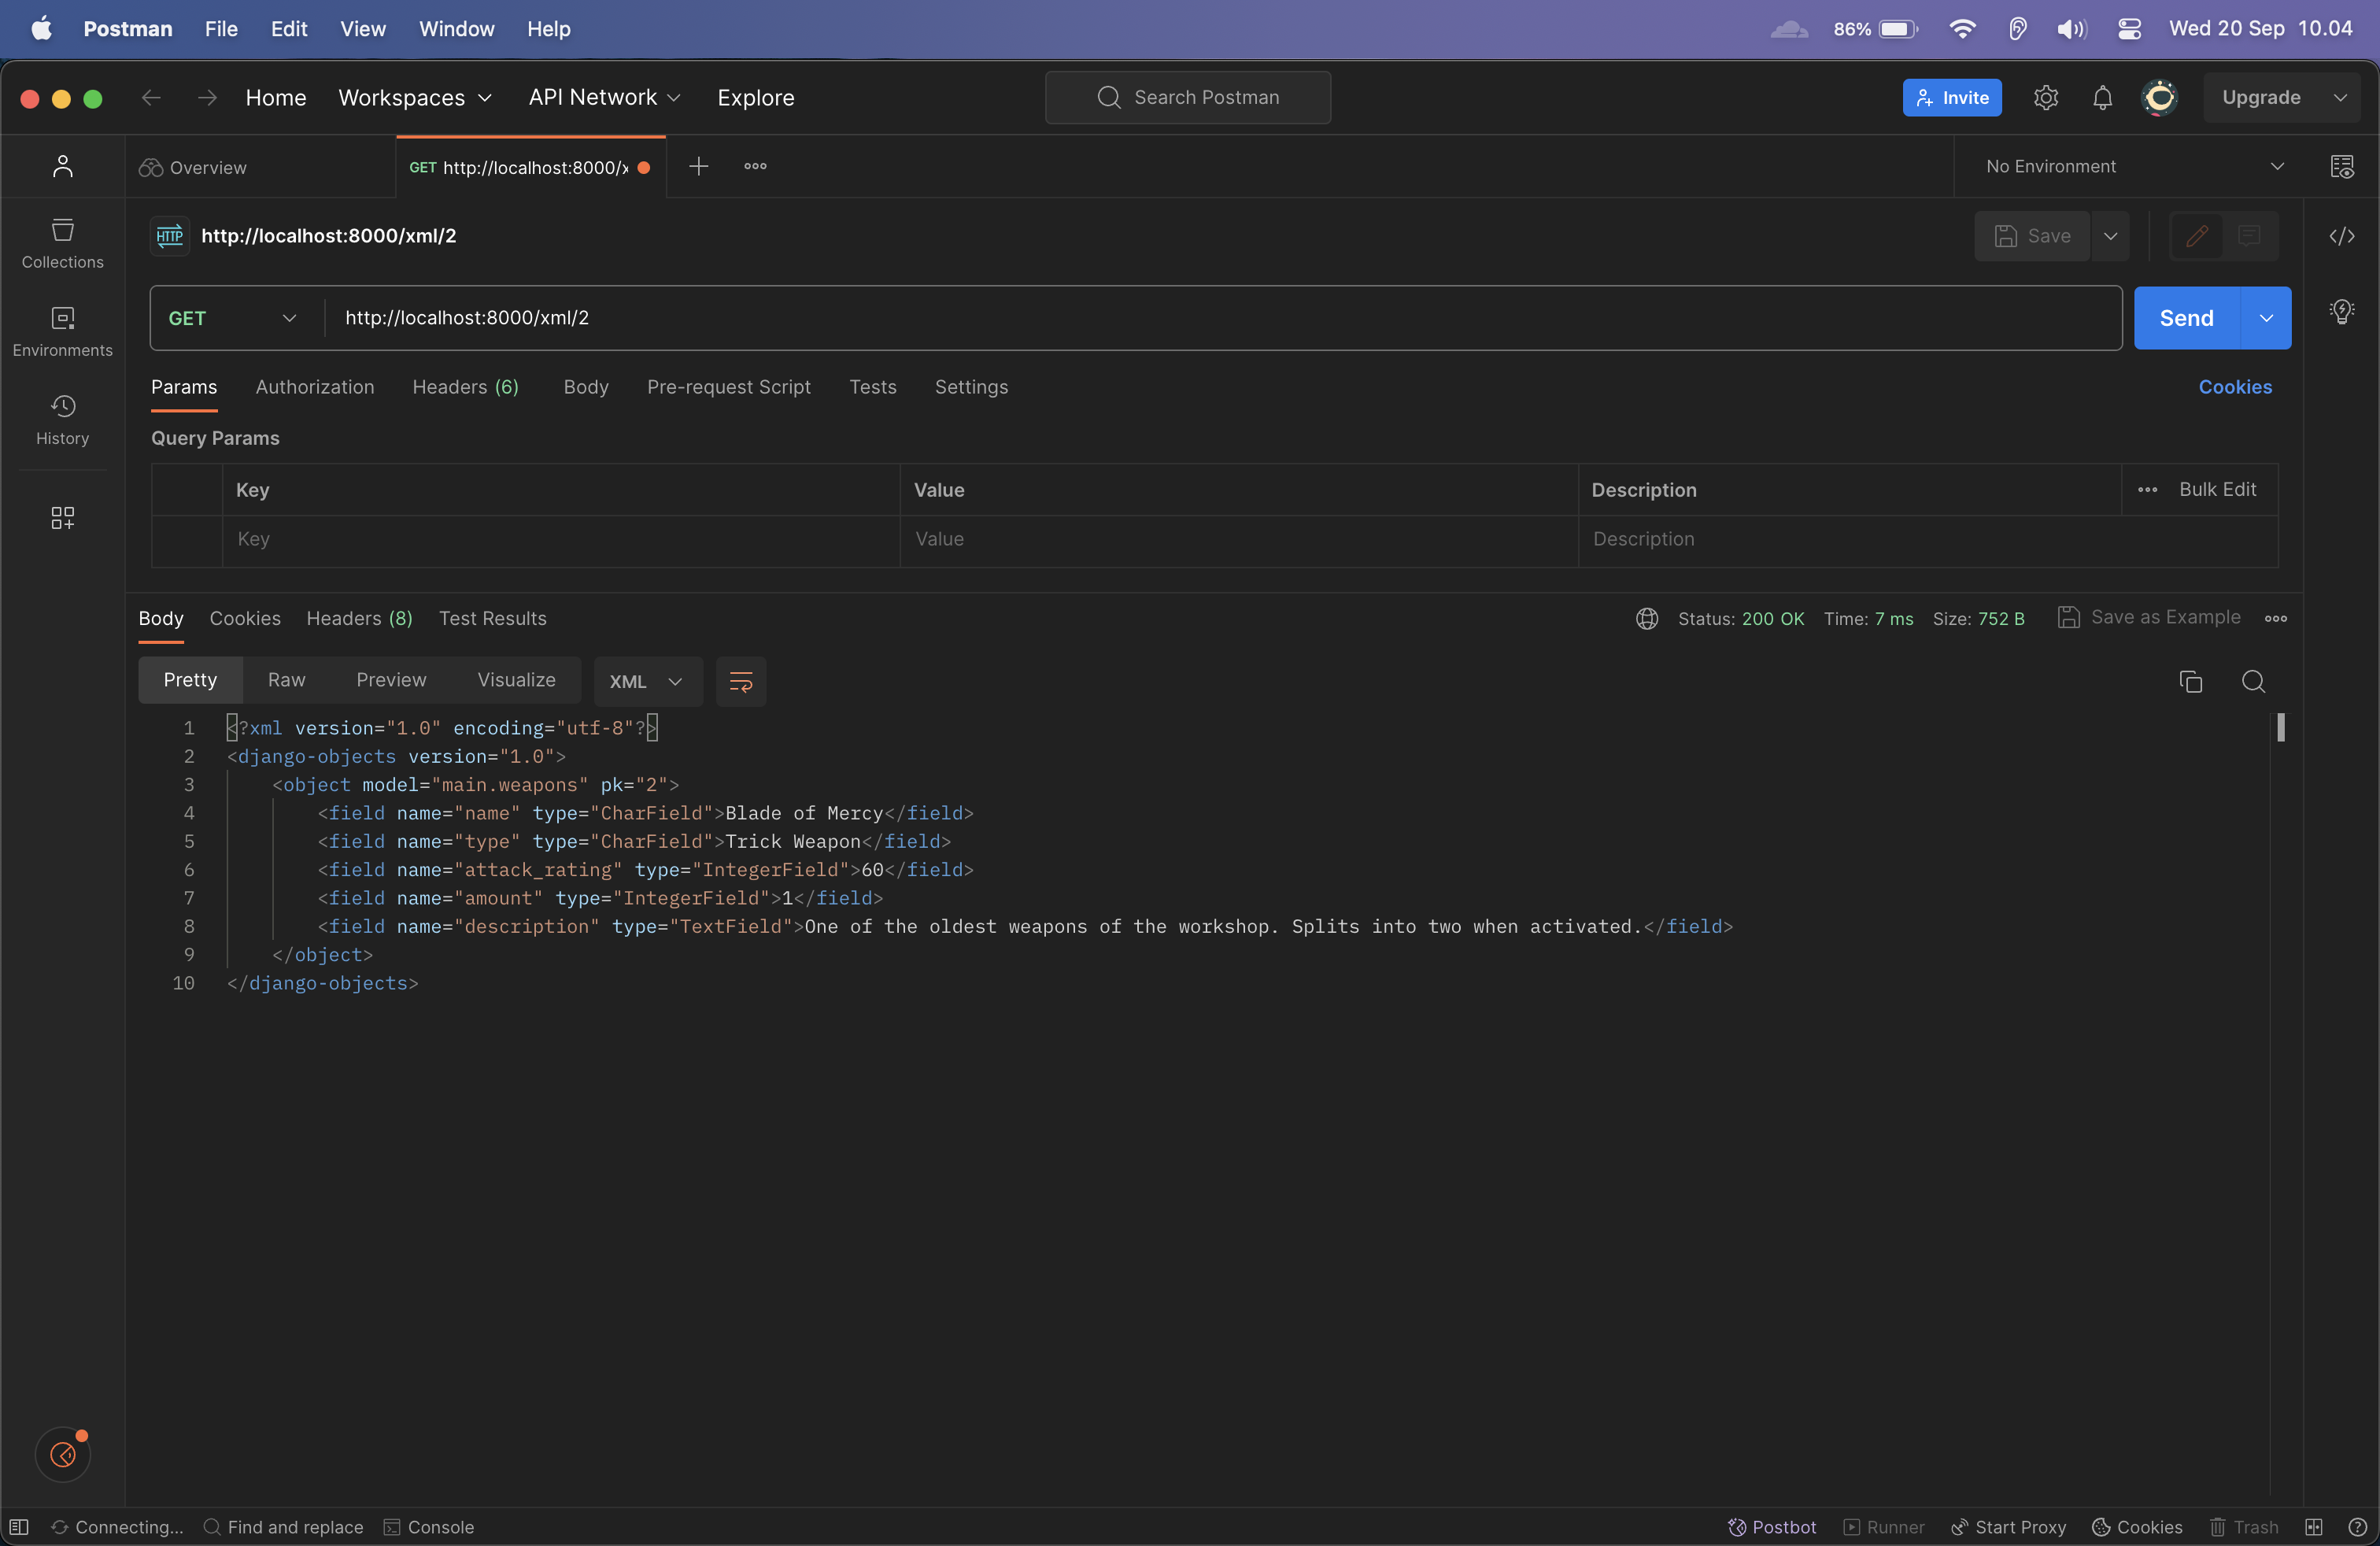 Postman File Edit View Window Help 86% Wed 20 Sep 10.04
Home Workspaces API Network Explore Search Postman Invite Upgrade
Overview GET http://localhost:8000/x No Environment
HTTP http://localhost:8000/xml/2 Save
Collections
Environments
History
GET http://localhost:8000/xml/2 Send
Params Authorization Headers (6) Body Pre-request Script Tests Settings Cookies
Query Params
Key Value Description Bulk Edit
Key Value Description
Body Cookies Headers (8) Test Results Status: 200 OK Time: 7 ms Size: 752 B Save as Example
Pretty Raw Preview Visualize XML
1 <?xml version="1.0" encoding="utf-8"?>
2 <django-objects version="1.0">
3 <object model="main.weapons" pk="2">
4 <field name="name" type="CharField">Blade of Mercy</field>
5 <field name="type" type="CharField">Trick Weapon</field>
6 <field name="attack_rating" type="IntegerField">60</field>
7 <field name="amount" type="IntegerField">1</field>
8 <field name="description" type="TextField">One of the oldest weapons of the workshop. Splits into two when activated.</field>
9 </object>
10 </django-objects>
Connecting... Find and replace Console Postbot Runner Start Proxy Cookies Trash